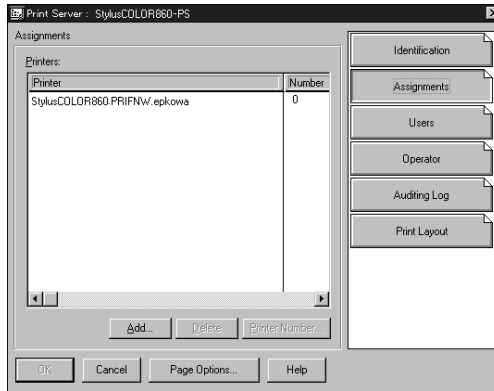 Print Server : StylusCOLOR860-PS
Assignments
Printers:
Printer Number
StylusCOLOR860-PRIFNW.epkowa 0
Add... Delete Printer Number...
OK Cancel Page Options... Help
Identification
Assignments
Users
Operator
Auditing Log
Print Layout